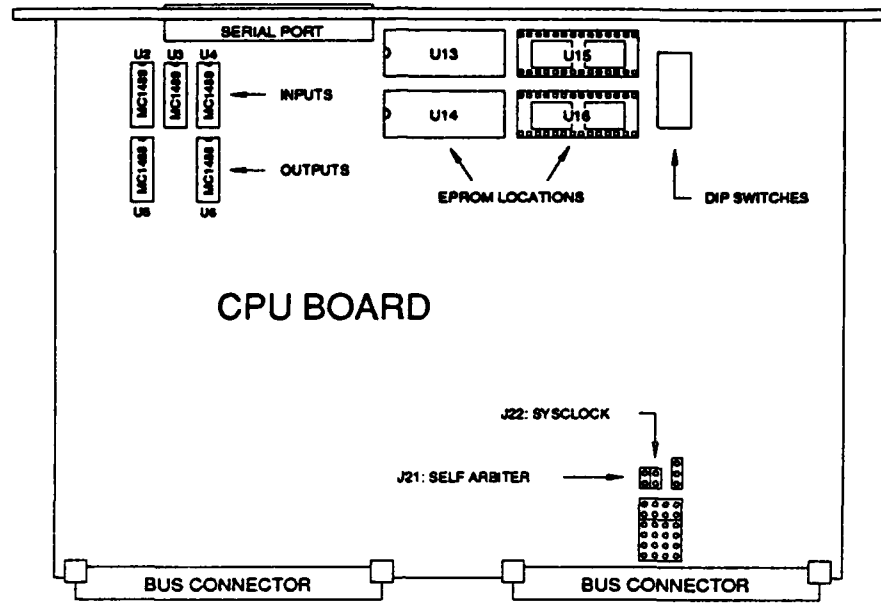 SERIAL PORT
U2 U3 U4
MC1489 MC1489 MC1489
INPUTS
MC1488 MC1488
OUTPUTS
U5 U6
U13 U15
U14 U16
EPROM LOCATIONS
DIP SWITCHES
CPU BOARD
J22: SYSCLOCK
J21: SELF ARBITER
BUS CONNECTOR BUS CONNECTOR